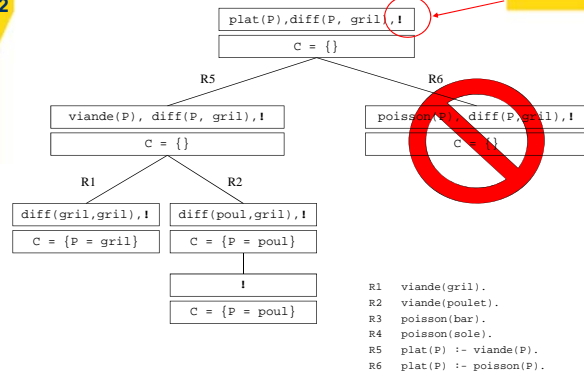 2
plat(P),diff(P, gril),!
C = {}
R5
R6
viande(P), diff(P, gril),!
C = {}
poisson(P), diff(P,gril),!
C = {}
R1
R2
diff(gril,gril),!
C = {P = gril}
diff(poul,gril),!
C = {P = poul}
!
C = {P = poul}
R1 viande(gril).
R2 viande(poulet).
R3 poisson(bar).
R4 poisson(sole).
R5 plat(P) :- viande(P).
R6 plat(P) :- poisson(P).